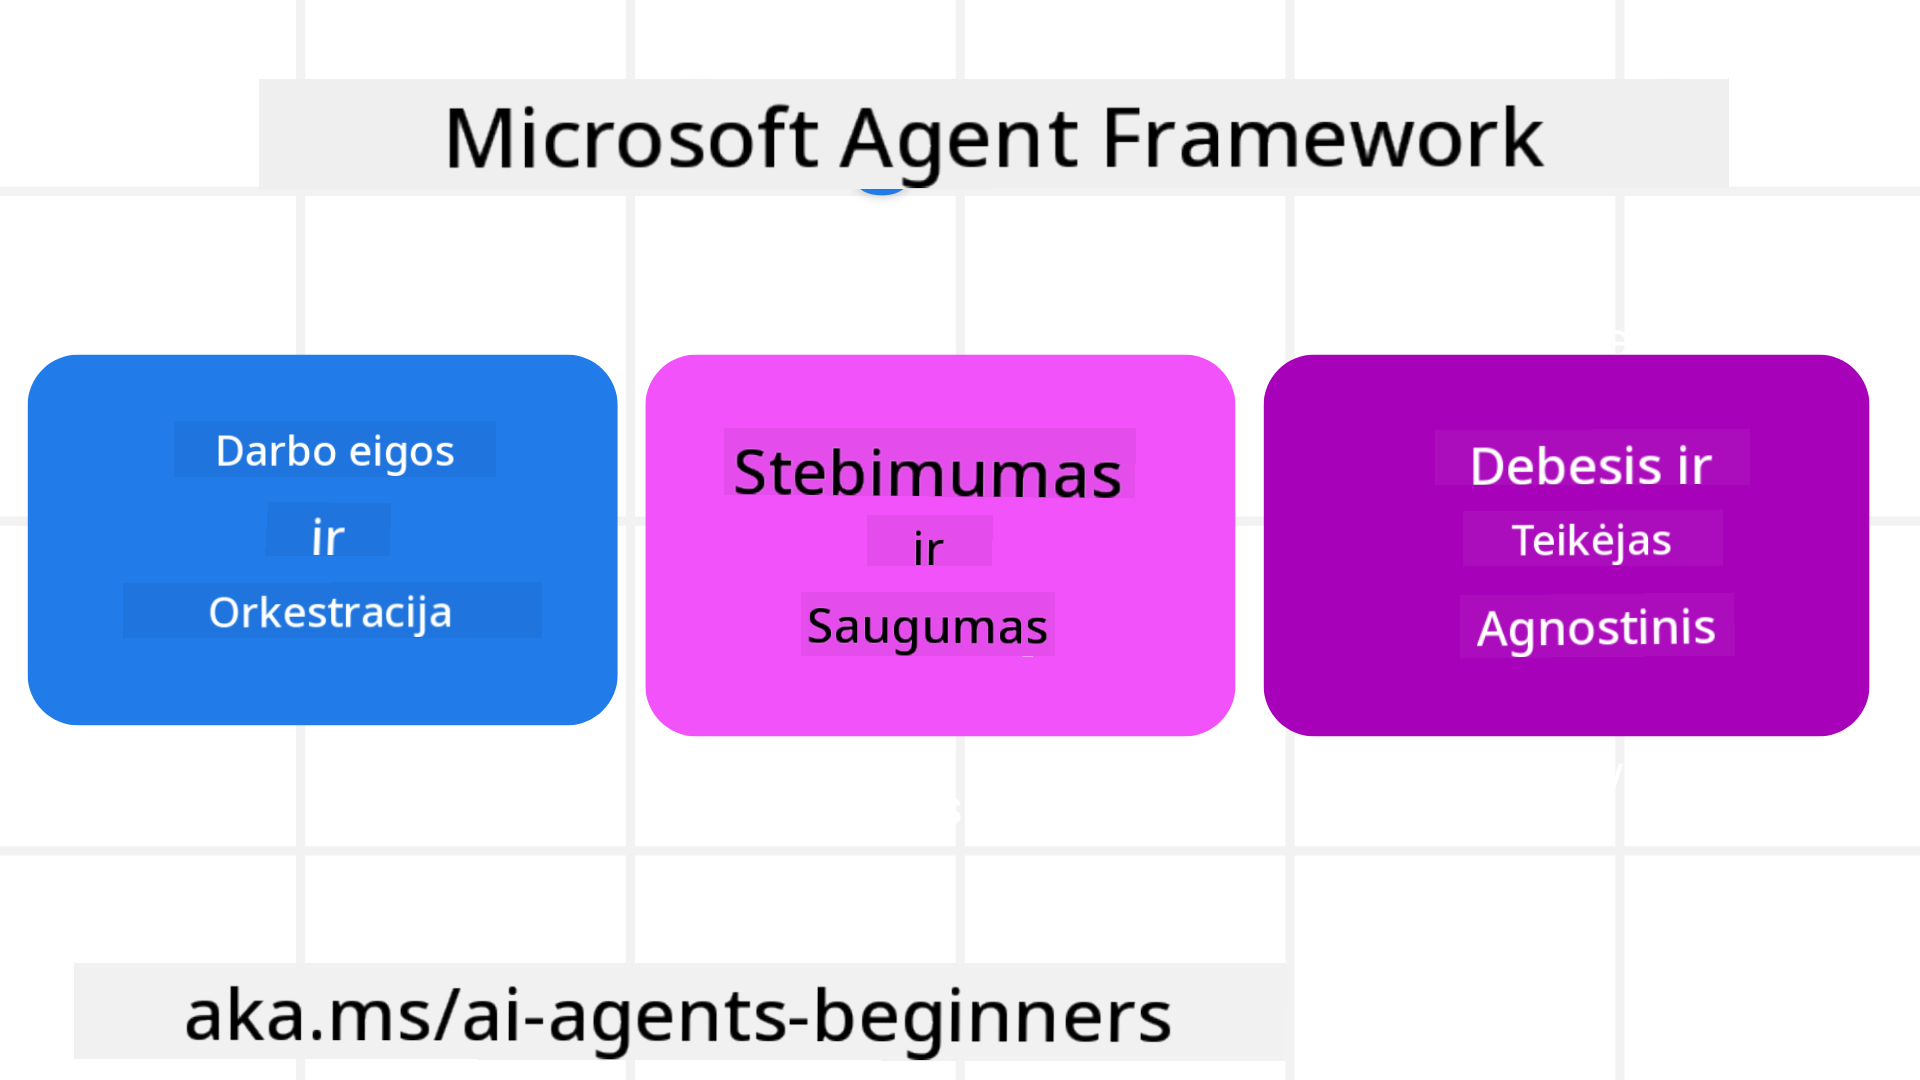 Microsoft Agent Framework
Darbo eigos
ir
Orkestracija
Stebimumas
ir
Saugumas
Debesis ir
Teikėjas
Agnostinis
aka.ms/ai-agents-beginners